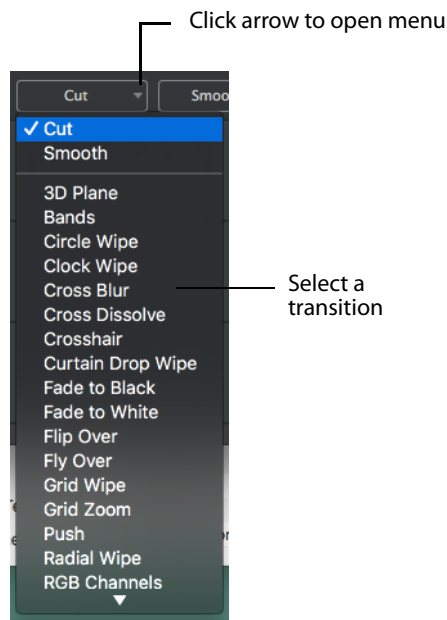 Click arrow to open menu
Cut
Smoo
✓ Cut
Smooth
3D Plane
Bands
Circle Wipe
Clock Wipe
Cross Blur
Select a
transition
Cross Dissolve
Crosshair
Curtain Drop Wipe
Fade to Black
Fade to White
Flip Over
Fly Over
Grid Wipe
Grid Zoom
Push
Radial Wipe
RGB Channels